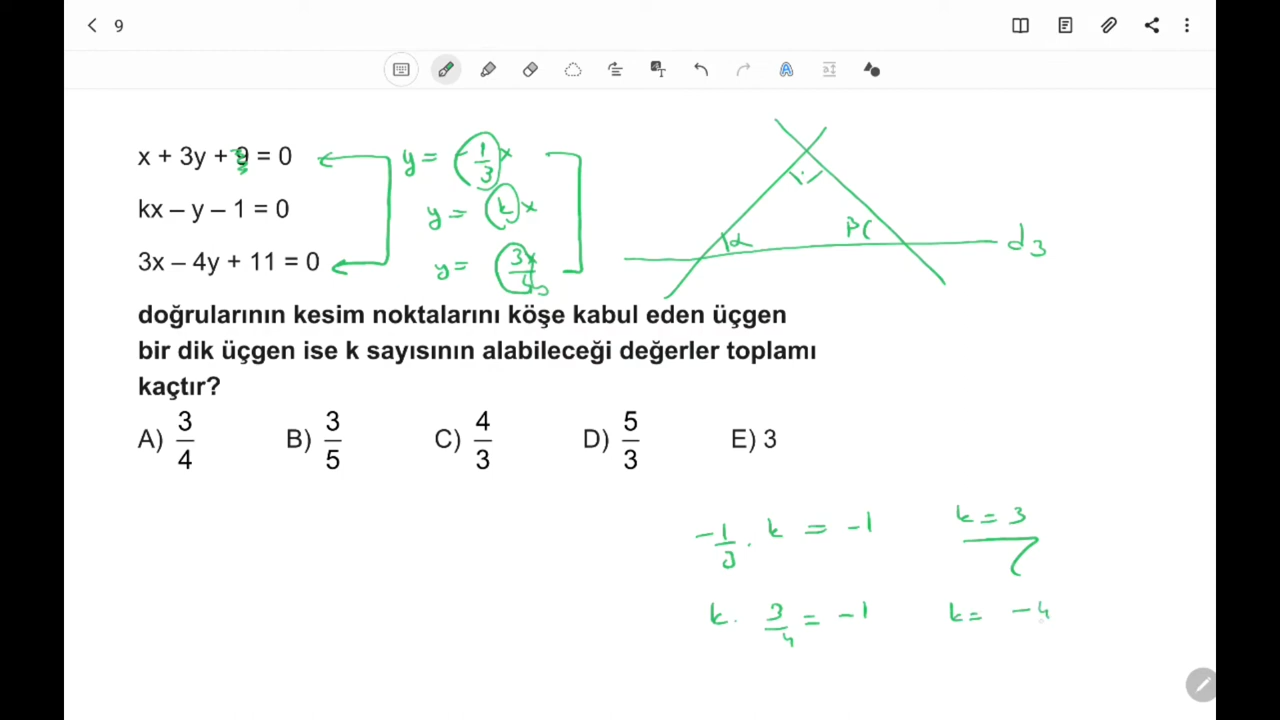 9
x + 3y + 9 = 0
y = -1/3 x
kx – y – 1 = 0
y = k x
3x – 4y + 11 = 0
y = 3x/4
α
β
d3
doğrularının kesim noktalarını köşe kabul eden üçgen
bir dik üçgen ise k sayısının alabileceği değerler toplamı
kaçtır?
A) 3/4 B) 3/5 C) 4/3 D) 5/3 E) 3
-1/3 . k = -1 k = 3
k . 3/4 = -1 k = -4